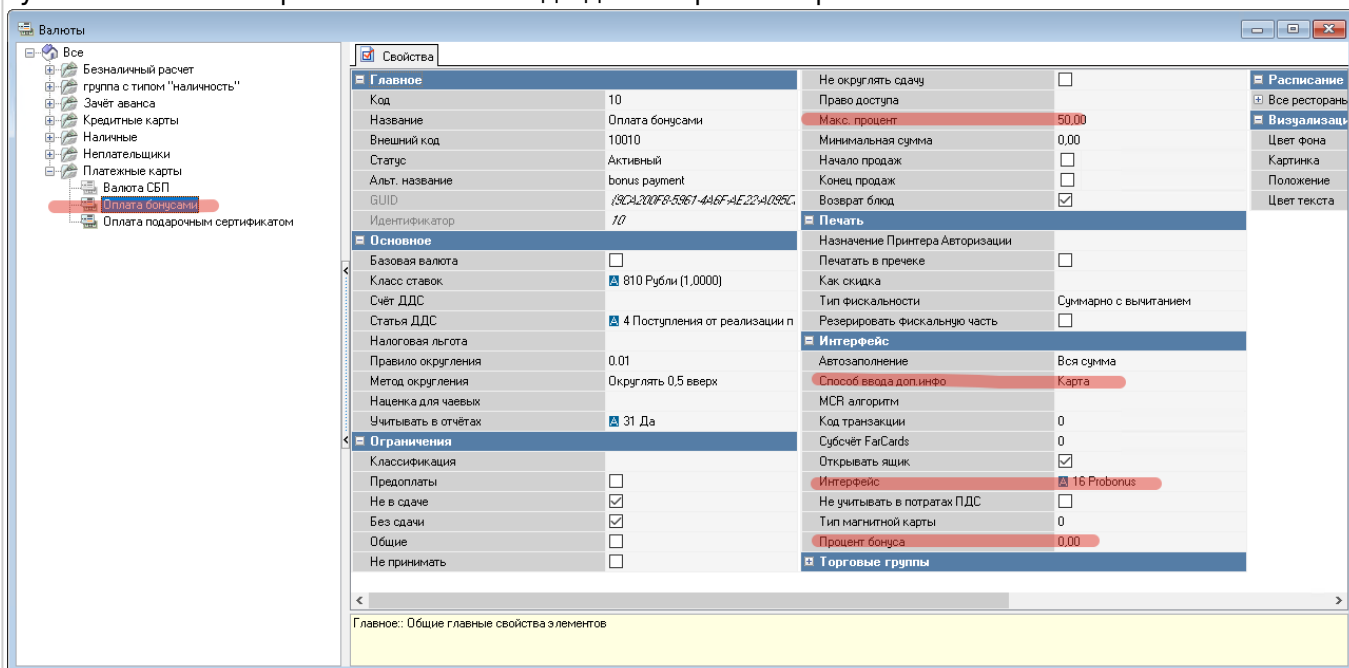 Валюты
Все
Безналичный расчет
группа с типом "наличность"
Зачёт аванса
Кредитные карты
Наличные
Неплательщики
Платежные карты
Валюта СБП
Оплата бонусами
Оплата подарочным сертификатом
Свойства
Главное
Код 10
Название Оплата бонусами
Внешний код 10010
Статус Активный
Альт. название bonus payment
GUID
Идентификатор 10
Основное
Базовая валюта
Класс ставок 810 Рубли (1,0000)
Счёт ДДС
Статья ДДС 4 Поступления от реализации п
Налоговая льгота
Правило округления 0.01
Метод округления Округлять 0,5 вверх
Наценка для чаевых
Учитывать в отчётах 31 Да
Ограничения
Классификация
Предоплаты
Не в сдаче
Без сдачи
Общие
Не принимать
Не округлять сдачу
Право доступа
Макс. процент 50,00
Минимальная сумма 0,00
Начало продаж
Конец продаж
Возврат блюд
Печать
Назначение Принтера Авторизации
Печатать в пречеке
Как скидка
Тип фискальности Суммарно с вычитанием
Резерировать фискальную часть
Интерфейс
Автозаполнение Вся сумма
Способ ввода доп.инфо Карта
MCR алгоритм
Код транзакции 0
Субсчёт FarCards 0
Открывать ящик
Интерфейс 16 Probonus
Не учитывать в потратах ПДС
Тип магнитной карты 0
Процент бонуса 0,00
Торговые группы
Расписание
Все рестораны
Визуализаци
Цвет фона
Картинка
Положение
Цвет текста
Главное:: Общие главные свойства элементов